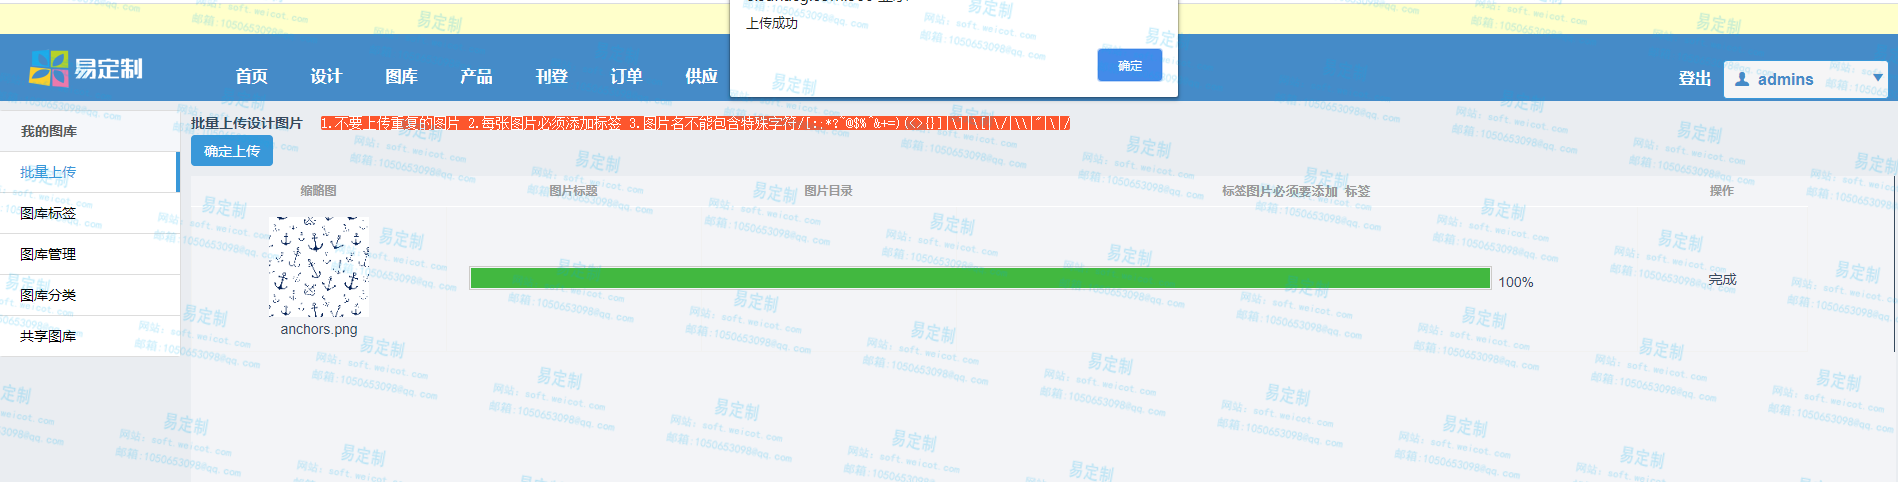 上传成功
确定
易定制
首页 设计 图库 产品 刊登 订单 供应
登出 admins
我的图库
批量上传
图库标签
图库管理
图库分类
共享图库
批量上传设计图片 1.不要上传重复的图片 2.每张图片必须添加标签 3.图片名不能包含特殊字符/[:;*?`@$%^&+=)(<>{}]|\]|\[|\/|\\|"|\|/
确定上传
缩略图 图片标题 图片目录 标签图片必须要添加 标签 操作
anchors.png
100%
完成
易定制
网站: soft.weicot.com
邮箱:1050653098@qq.com